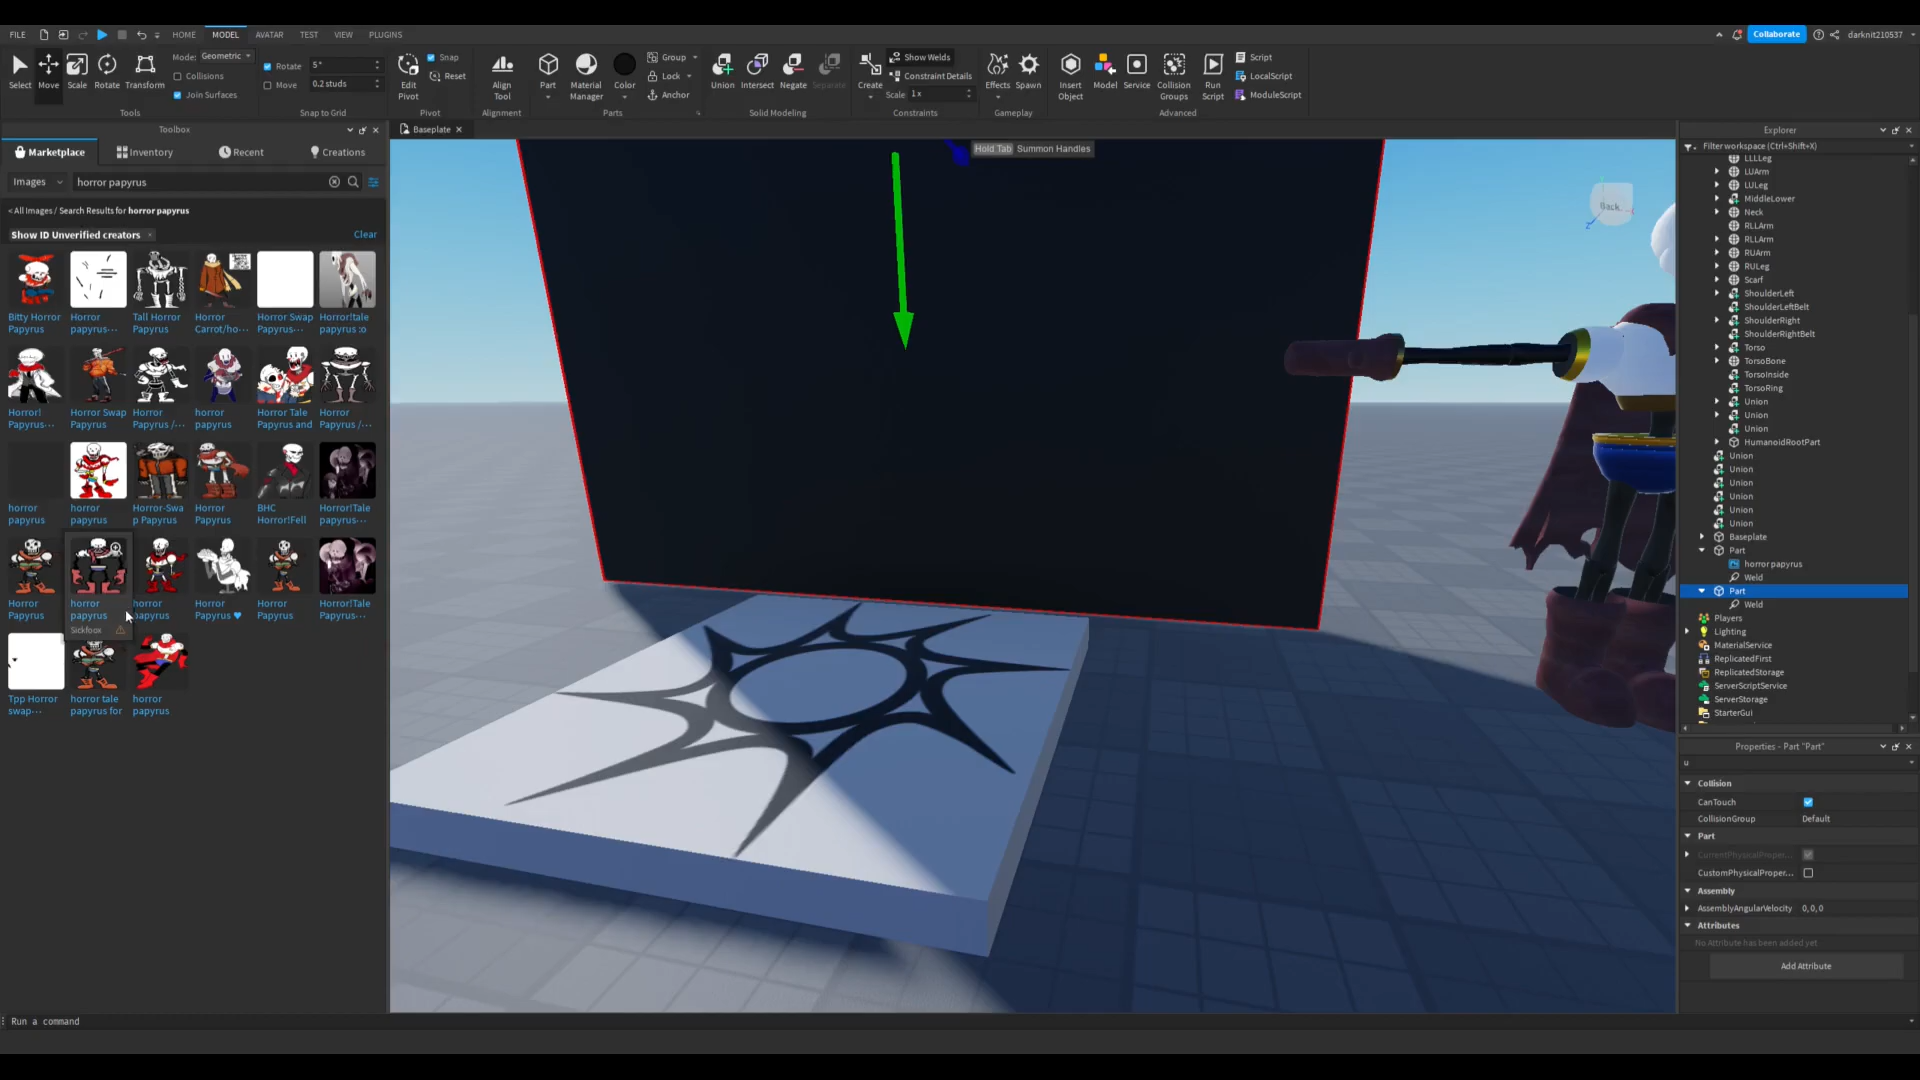 FILE HOME MODEL AVATAR TEST VIEW PLUGINS Collaborate darknit210537
Select Move Scale Rotate Transform Mode: Geometric Collisions Join Surfaces Tools
Rotate 5° Move 0.2 studs Snap to Grid
Edit Pivot Snap Reset Pivot
Align Tool Alignment
Part Material Manager Color Group Lock Anchor Parts
Union Intersect Negate Separate Solid Modeling
Create Show Welds Constraint Details Scale 1x Constraints
Effects Spawn Gameplay
Insert Object Model Service Collision Groups Run Script Script LocalScript ModuleScript Advanced
Toolbox
Marketplace Inventory Recent Creations
Images horror papyrus
< All Images / Search Results for horror papyrus
Show ID Unverified creators Clear
Bitty Horror Papyrus
Horror papyrus...
Tall Horror Papyrus
Horror Carrot/ho...
Horror Swap Papyrus...
Horror!tale papyrus :o
Horror! Papyrus...
Horror Swap Papyrus
Horror Papyrus /...
horror papyrus
Horror Tale Papyrus and
Horror Papyrus /...
horror papyrus
horror papyrus
Horror-Swa p Papyrus
Horror Papyrus
BHC Horror!Fell
Horror!Tale papyrus...
Horror Papyrus
horror papyrus
Sickfoox
horror papyrus
Horror Papyrus ♥
Horror Papyrus
Horror!Tale Papyrus...
Tpp Horror swap...
horror tale papyrus for
horror papyrus
Baseplate
Hold Tab Summon Handles
Back
Explorer
Filter workspace (Ctrl+Shift+X)
LLLLeg
LUArm
LULeg
MiddleLower
Neck
RLLArm
RLLArm
RUArm
RULeg
Scarf
ShoulderLeft
ShoulderLeftBelt
ShoulderRight
ShoulderRightBelt
Torso
TorsoBone
TorsoInside
TorsoRing
Union
Union
Union
HumanoidRootPart
Union
Union
Union
Union
Union
Union
Baseplate
Part
horror papyrus
Weld
Part
Weld
Players
Lighting
MaterialService
ReplicatedFirst
ReplicatedStorage
ServerScriptService
ServerStorage
StarterGui
Properties - Part "Part"
u
Collision
CanTouch
CollisionGroup Default
Part
CurrentPhysicalProper...
CustomPhysicalProper...
Assembly
AssemblyAngularVelocity 0, 0, 0
Attributes
No Attribute has been added yet
Add Attribute
Run a command